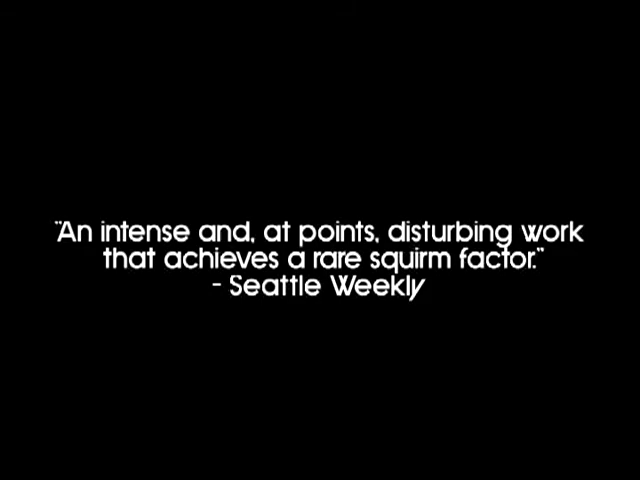 "An intense and, at points, disturbing work
that achieves a rare squirm factor."
- Seattle Weekly